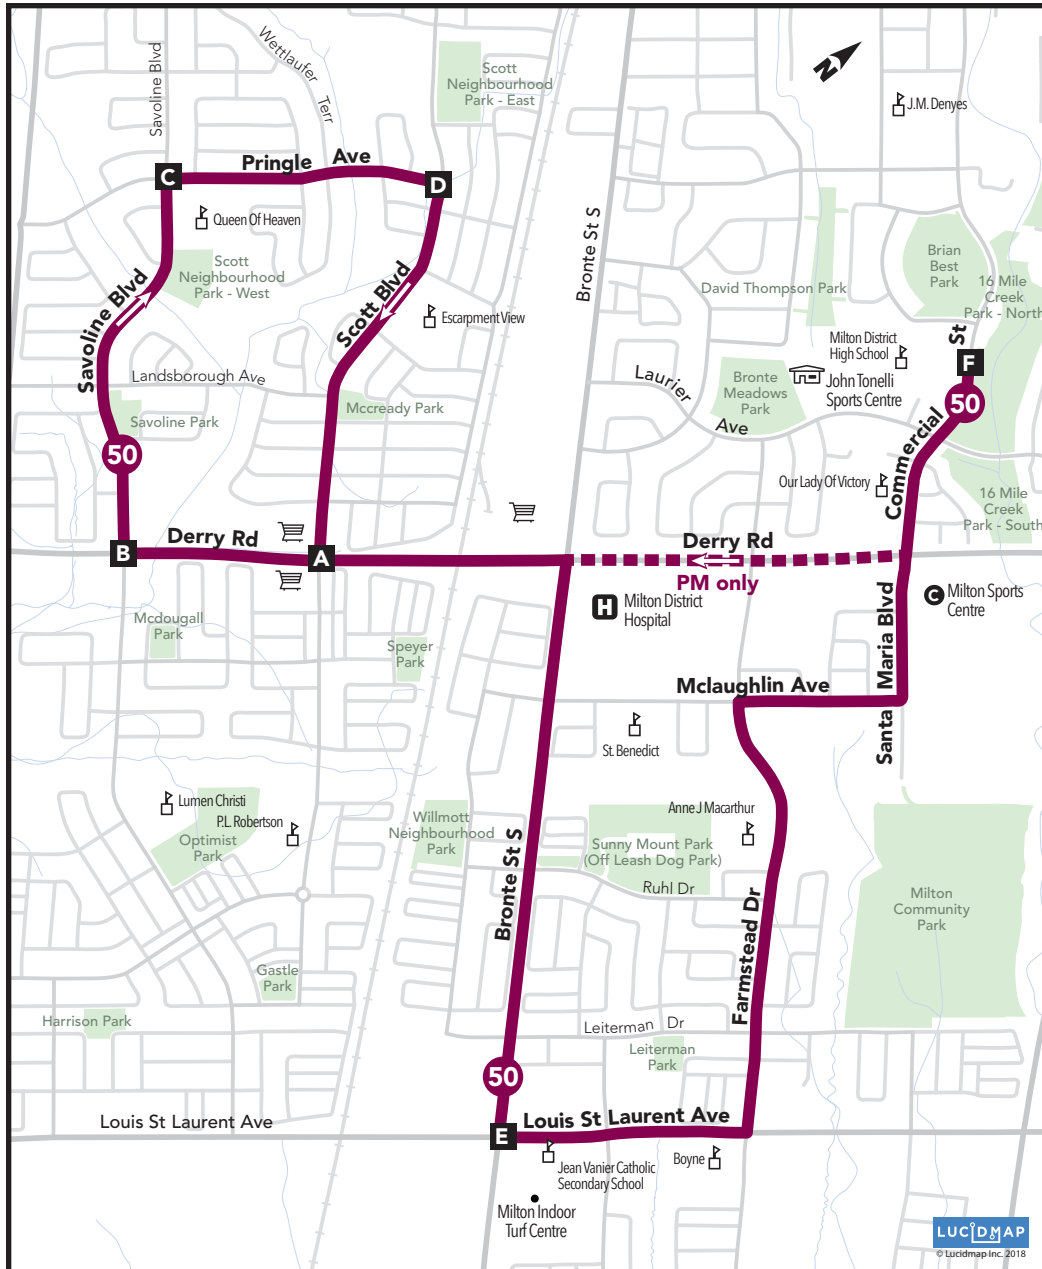 Savoline Blvd
Wettlaufer
Terr
Scott
Neighbourhood
Park - East
N
J.M. Denyes
C
Pringle Ave
D
Queen Of Heaven
Bronte St S
Scott
Neighbourhood
Park - West
Brian
Best
Park
16 Mile
Creek
Park - North
David Thompson Park
Savoline Blvd
Scott Blvd
Escarpment View
Milton District
High School
St
F
Landsborough Ave
Laurier
Ave
Bronte
Meadows
Park
John Tonelli
Sports Centre
50
Mccready Park
Savoline Park
Commercial
50
Our Lady Of Victory
16 Mile
Creek
Park - South
B
Derry Rd
A
Derry Rd
PM only
H
Milton District
Hospital
C
Milton Sports
Centre
Mcdougall
Park
Speyer
Park
Santa Maria Blvd
Mclaughlin Ave
St. Benedict
Lumen Christi
P.L. Robertson
Optimist
Park
Willmott
Neighbourhood
Park
Anne J Macarthur
Sunny Mount Park
(Off Leash Dog Park)
Ruhl Dr
Bronte St S
Farmstead Dr
Milton
Community
Park
Gastle
Park
Harrison Park
Leiterman Dr
Leiterman
Park
50
Louis St Laurent Ave
E
Louis St Laurent Ave
Jean Vanier Catholic
Secondary School
Boyne
Milton Indoor
Turf Centre
LUCIDMAP
© Lucidmap Inc. 2018